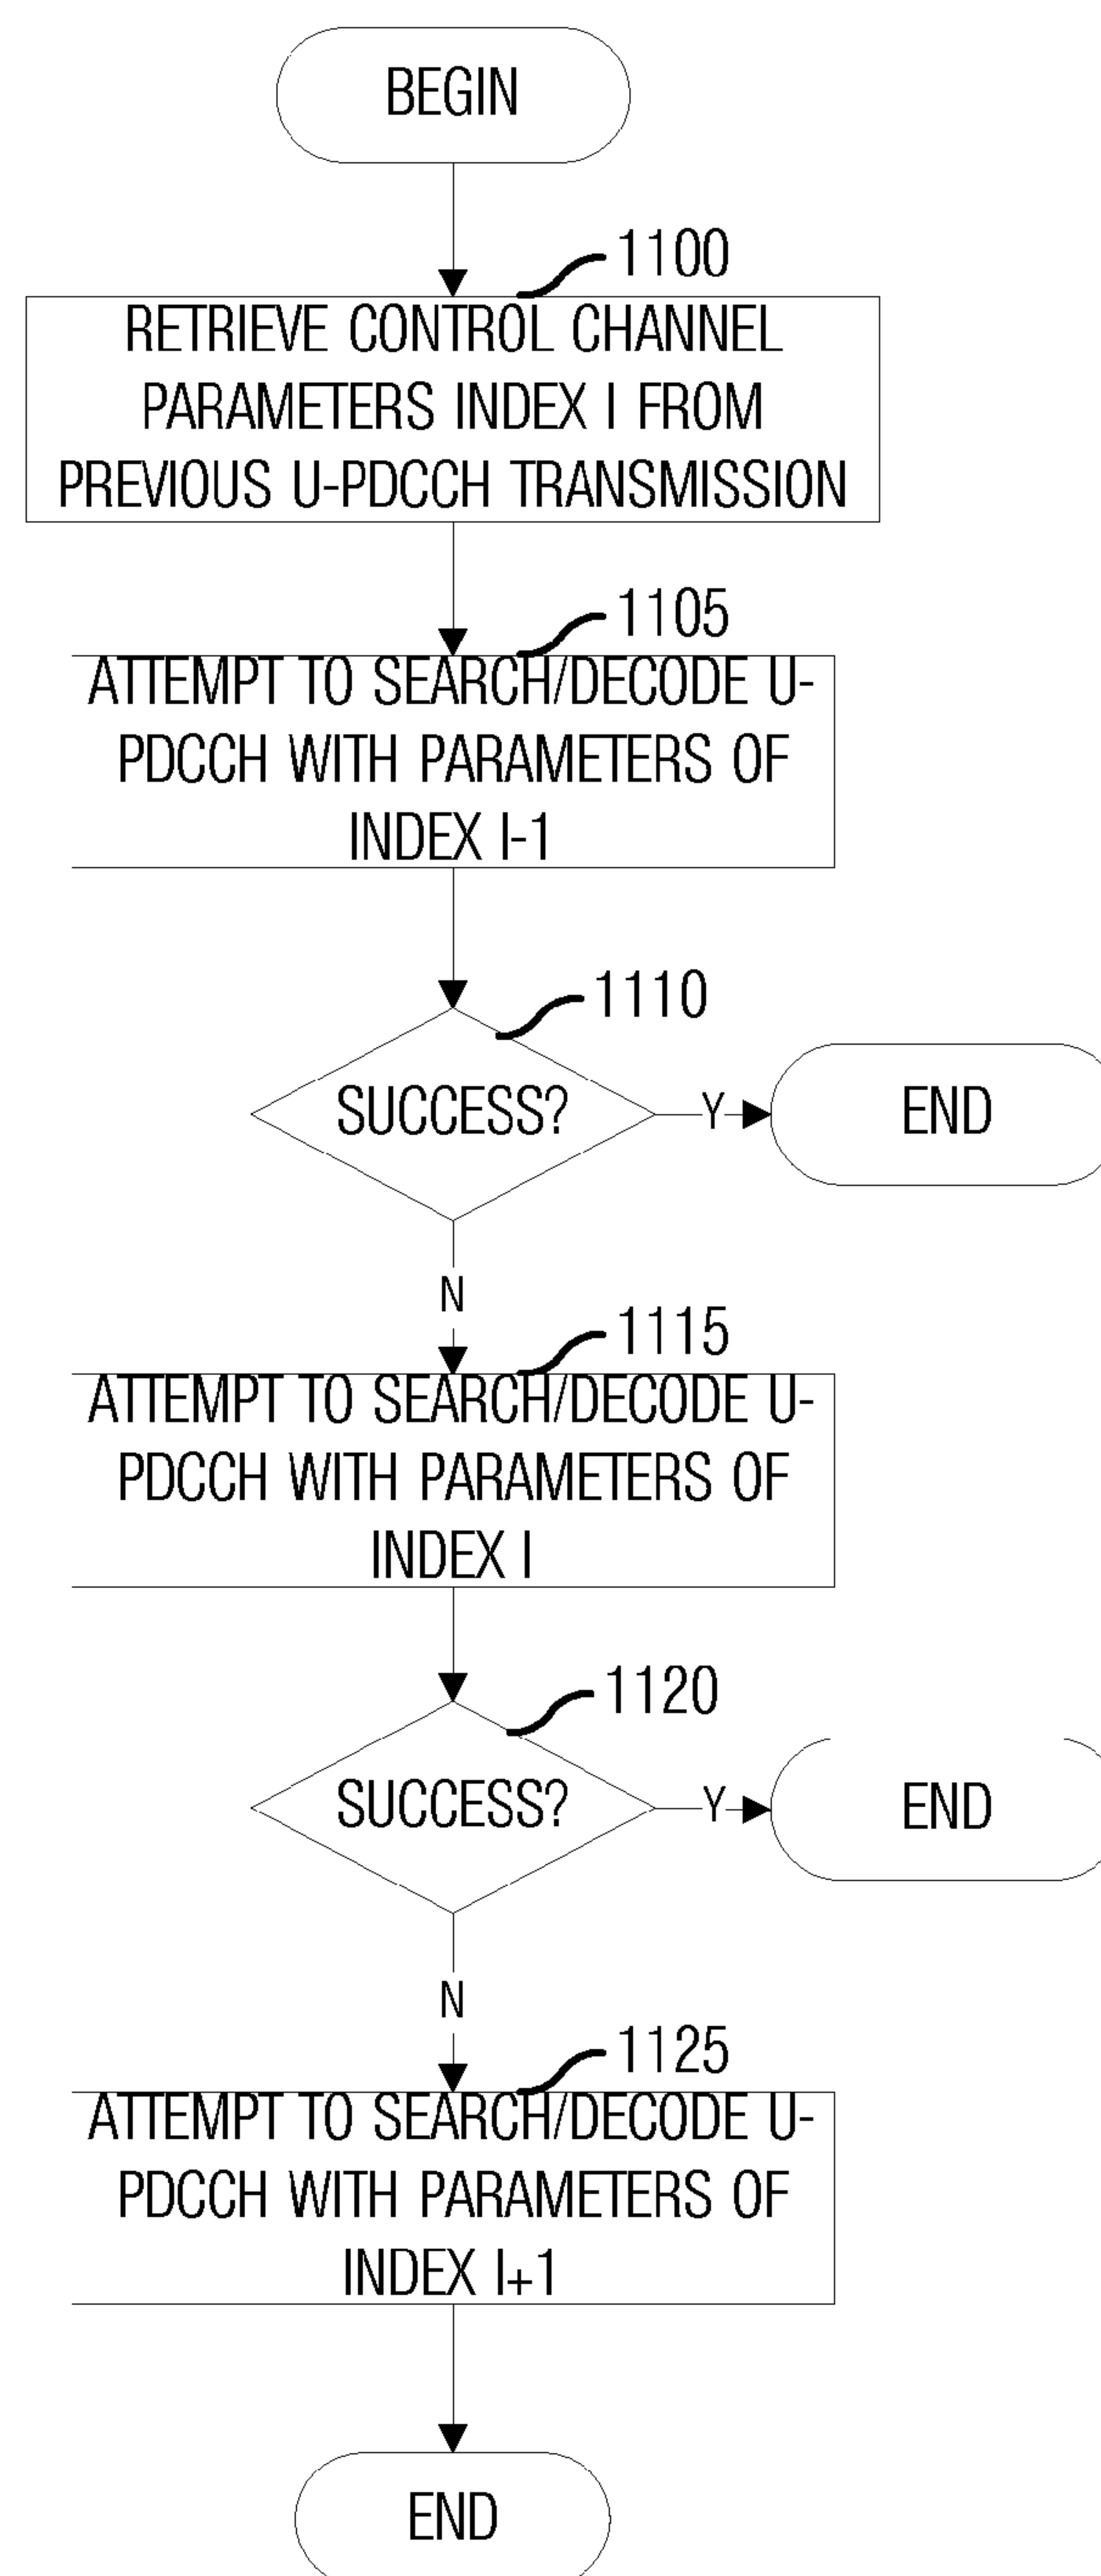 BEGIN
1100
RETRIEVE CONTROL CHANNEL
PARAMETERS INDEX I FROM
PREVIOUS U-PDCCH TRANSMISSION
1105
ATTEMPT TO SEARCH/DECODE U-
PDCCH WITH PARAMETERS OF
INDEX I-1
1110
SUCCESS?
Y
END
N
1115
ATTEMPT TO SEARCH/DECODE U-
PDCCH WITH PARAMETERS OF
INDEX I
1120
SUCCESS?
Y
END
N
1125
ATTEMPT TO SEARCH/DECODE U-
PDCCH WITH PARAMETERS OF
INDEX I+1
END